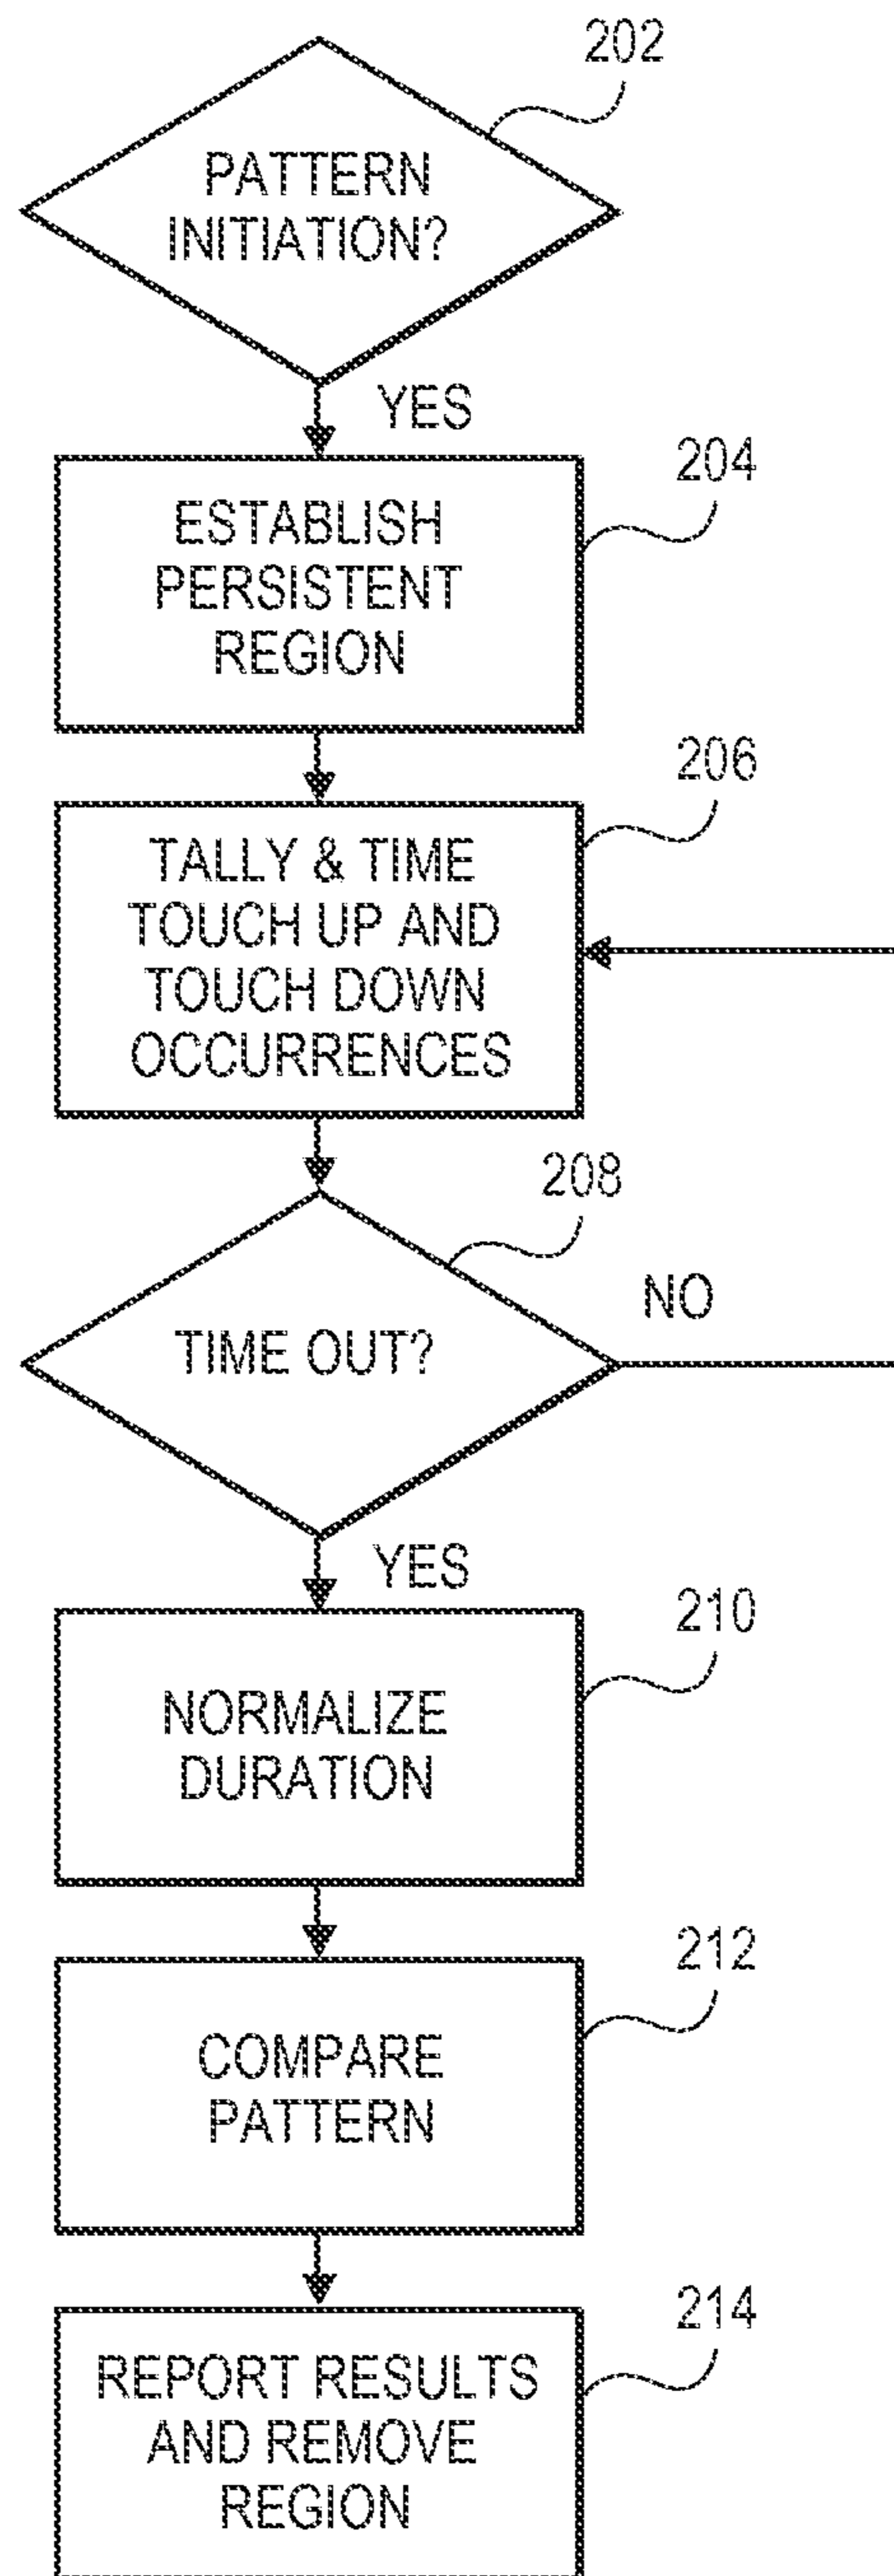 202
PATTERN
INITIATION?
YES
204
ESTABLISH
PERSISTENT
REGION
206
TALLY & TIME
TOUCH UP AND
TOUCH DOWN
OCCURRENCES
208
TIME OUT?
NO
YES
210
NORMALIZE
DURATION
212
COMPARE
PATTERN
214
REPORT RESULTS
AND REMOVE
REGION